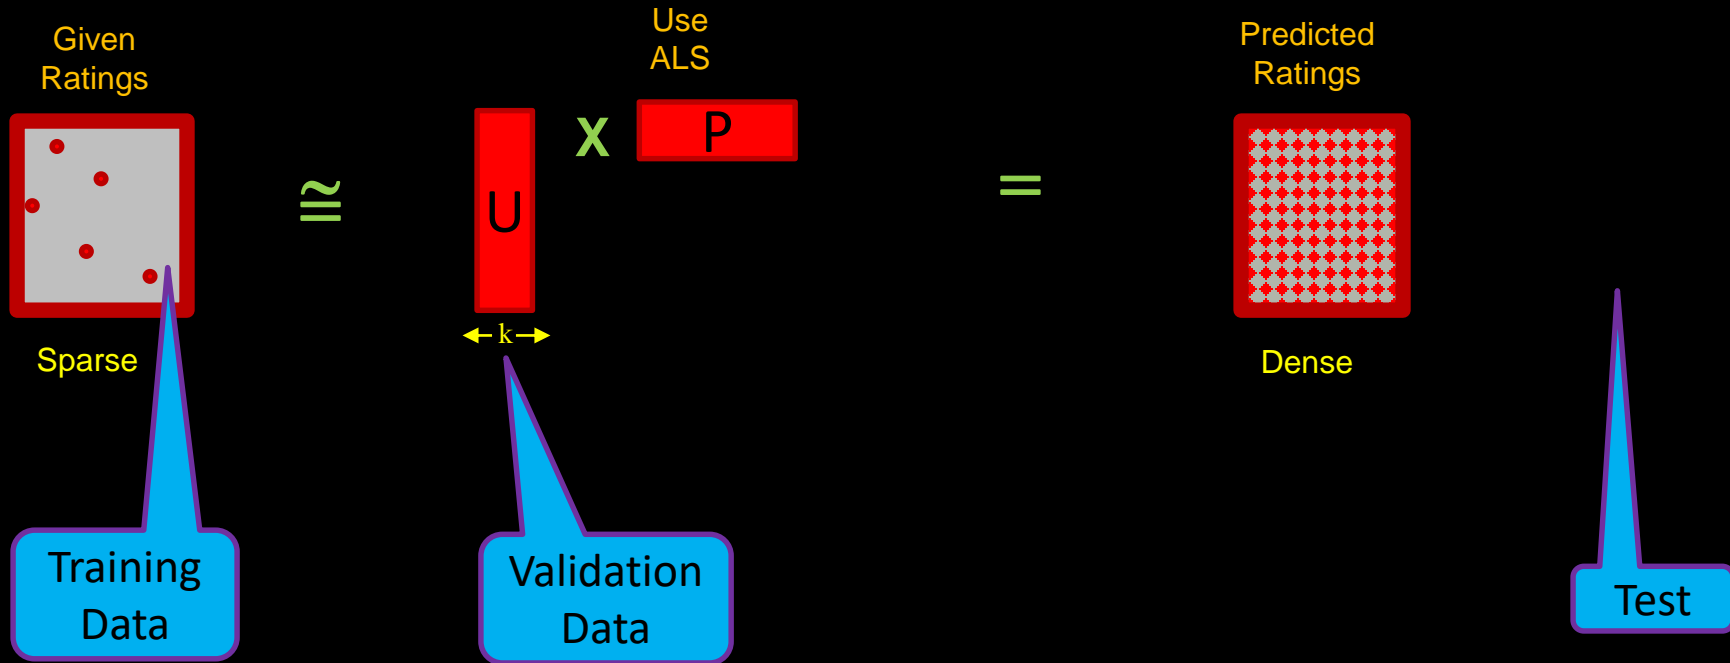 Given
Ratings
Use
ALS
Predicted
Ratings
≅
U
X
P
=
k
Sparse
Dense
Training
Data
Validation
Data
Test